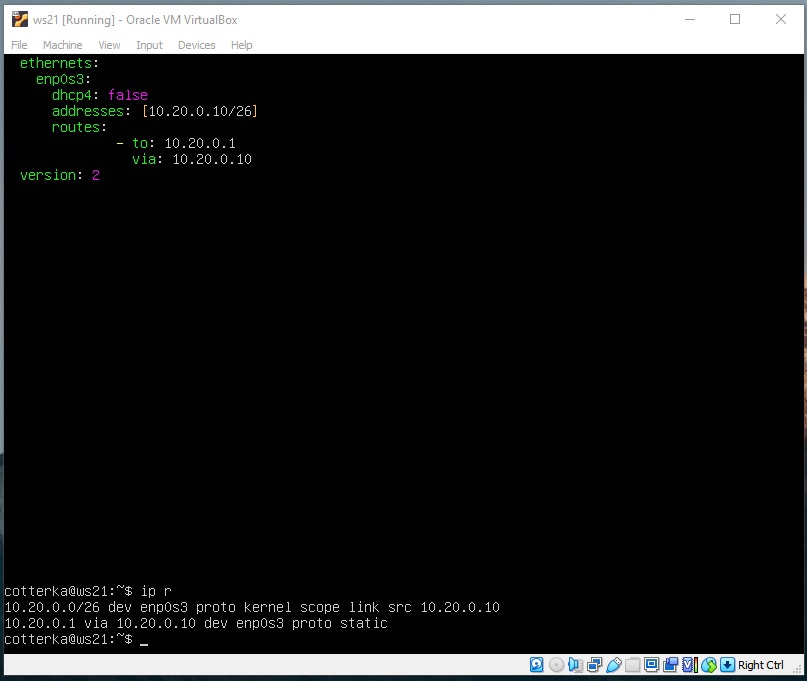 ws21 [Running] - Oracle VM VirtualBox
File Machine View Input Devices Help
ethernets:
enp0s3:
dhcp4: false
addresses: [10.20.0.10/26]
routes:
- to: 10.20.0.1
via: 10.20.0.10
version: 2
cotterka@ws21:~$ ip r
10.20.0.0/26 dev enp0s3 proto kernel scope link src 10.20.0.10
10.20.0.1 via 10.20.0.10 dev enp0s3 proto static
cotterka@ws21:~$ _
Right Ctrl